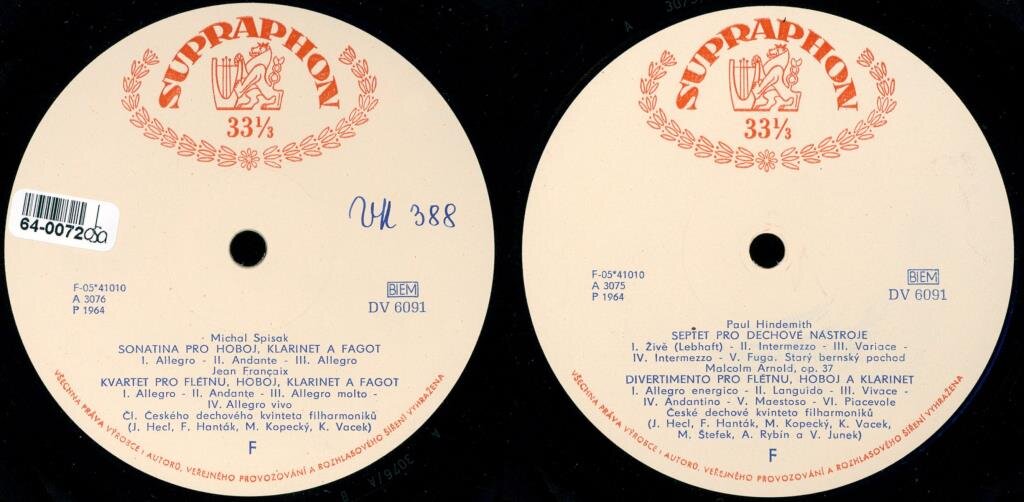 SUPRAPHON
33⅓
64-0072
VK 388
F-05*41010
A 3076
P 1964
BIEM
DV 6091
Michal Spisak
SONATINA PRO HOBOJ, KLARINET A FAGOT
I. Allegro - II. Andante - III. Allegro
Jean Françaix
KVARTET PRO FLÉTNU, HOBOJ, KLARINET A FAGOT
I. Allegro - II. Andante - III. Allegro molto -
IV. Allegro vivo
Čl. Českého dechového kvinteta filharmoniků
(J. Hecl, F. Hanták, M. Kopecký, K. Vacek)
F
VŠECHNA PRÁVA VÝROBCE I AUTORŮ, VEŘEJNÉHO PROVOZOVÁNÍ A ROZHLASOVÉHO ŠÍŘENÍ VYHRAZENA
SUPRAPHON
33⅓
F-05*41010
A 3075
P 1964
BIEM
DV 6091
Paul Hindemith
SEPTET PRO DECHOVÉ NÁSTROJE
I. Živě (Lebhaft) - II. Intermezzo - III. Variace -
IV. Intermezzo - V. Fuga. Starý bernský pochod
Malcolm Arnold, op. 37
DIVERTIMENTO PRO FLÉTNU, HOBOJ A KLARINET
I. Allegro energico - II. Languido - III. Vivace -
IV. Andantino - V. Maestoso - VI. Piacevole
České dechové kvinteto filharmoniků
(J. Hecl, F. Hanták, M. Kopecký, K. Vacek,
M. Štefek, A. Rybín a V. Junek)
F
VŠECHNA PRÁVA VÝROBCE I AUTORŮ, VEŘEJNÉHO PROVOZOVÁNÍ A ROZHLASOVÉHO ŠÍŘENÍ VYHRAZENA